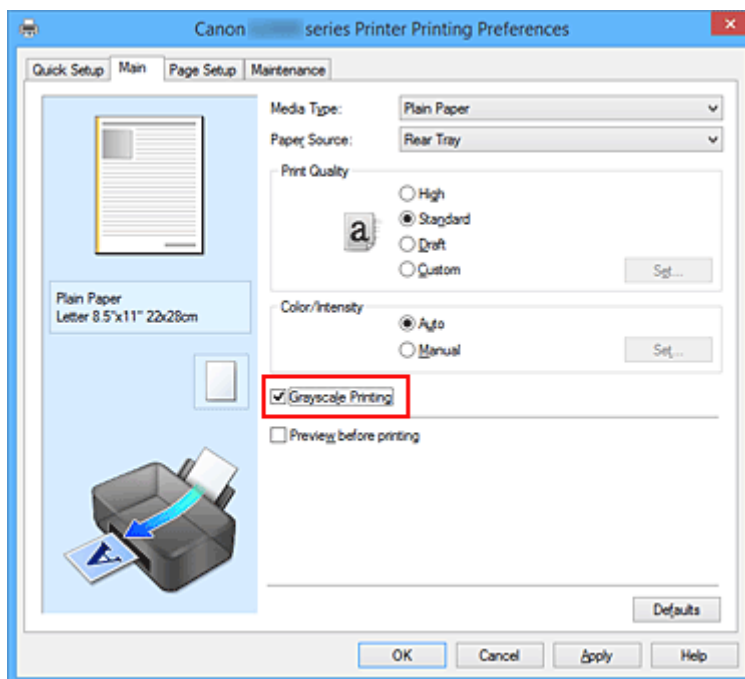 Canon series Printer Printing Preferences
Quick Setup Main Page Setup Maintenance
Media Type: Plain Paper
Paper Source: Rear Tray
Print Quality
High
a Standard
Draft
Custom Set...
Plain Paper
Letter 8.5"x11" 22x28cm
Color/Intensity
Auto
Manual Set...
Grayscale Printing
Preview before printing
A
Defaults
OK Cancel Apply Help